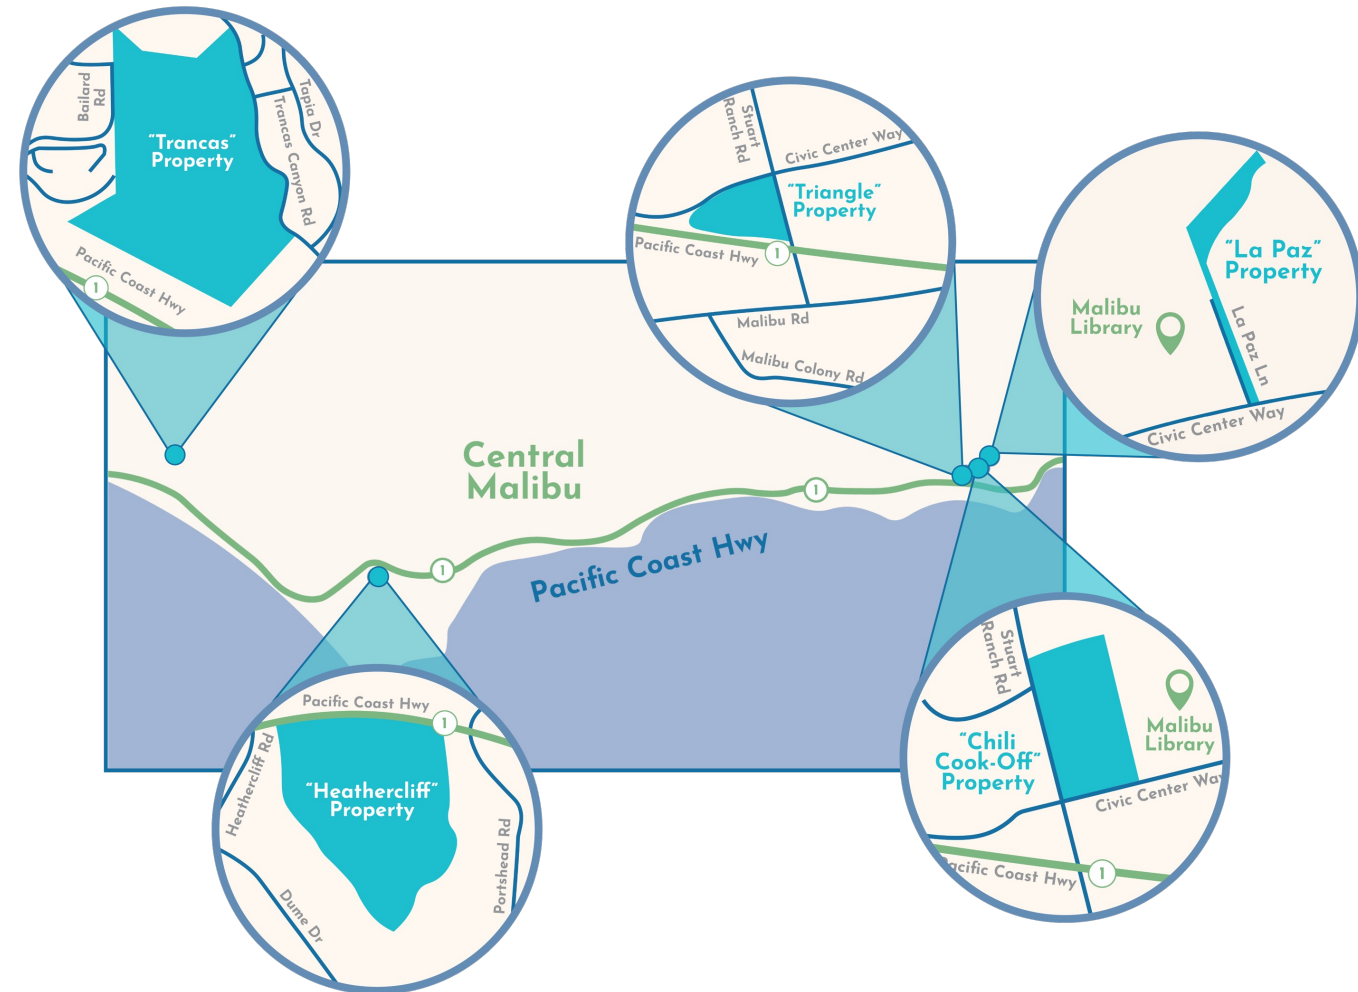 Bailard
Rd
"Trancas"
Property
Tapia Dr
Trancas Canyon Rd
Pacific Coast Hwy
1
Stuart
Ranch Rd
Civic Center Way
"Triangle"
Property
Pacific Coast Hwy
1
Malibu Rd
Malibu Colony Rd
"La Paz"
Property
Malibu
Library
La Paz Ln
Civic Center Way
Central
Malibu
1
Pacific Coast Hwy
1
Pacific Coast Hwy
1
Heathercliff Rd
"Heathercliff"
Property
Portshead Rd
Dume Dr
Stuart
Ranch Rd
Malibu
Library
"Chili
Cook-Off"
Property
Civic Center Way
Pacific Coast Hwy
1